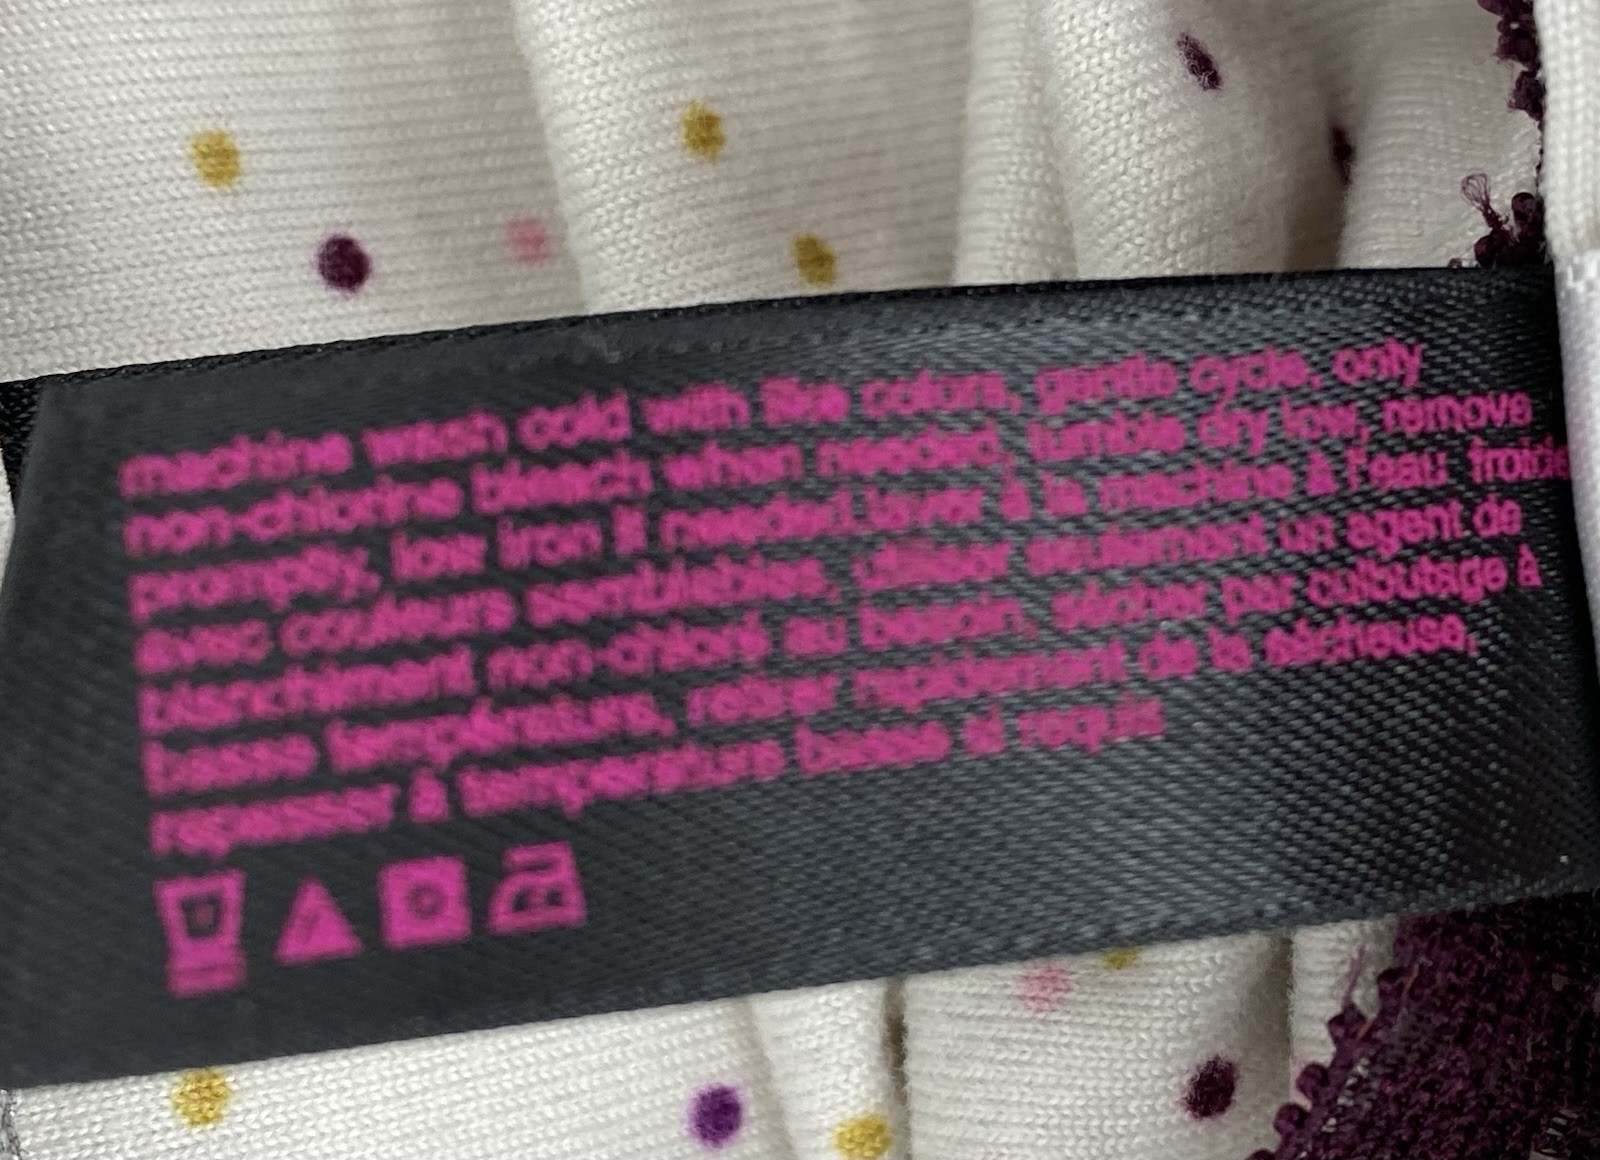 machine wash cold with like colors, gentle cycle, only
non-chlorine bleach when needed, tumble dry low, remove
promptly, low iron if needed.laver à la machine à l'eau froide
avec couleurs semblables, utiliser seulement un agent de
blanchiment non-chloré au besoin, sécher par culbutage à
basse température, retirer rapidement de la sécheuse,
repasser à température basse si requis